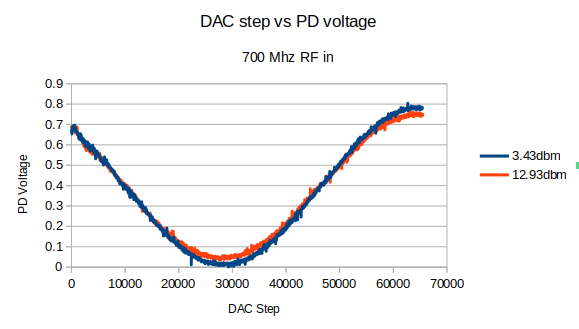 DAC step vs PD voltage
700 Mhz RF in
0.9
0.8
0.7
0.6
0.5
0.4
0.3
0.2
0.1
0
PD Voltage
0 10000 20000 30000 40000 50000 60000 70000
DAC Step
3.43dbm
12.93dbm